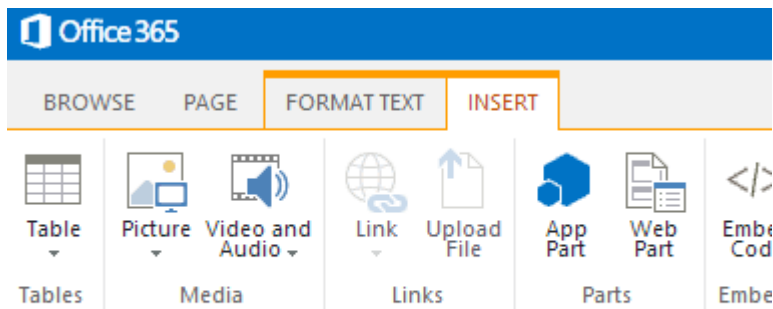 Office 365
BROWSE PAGE FORMAT TEXT INSERT
Table Picture Video and Audio Link Upload File App Part Web Part
Tables Media Links Parts